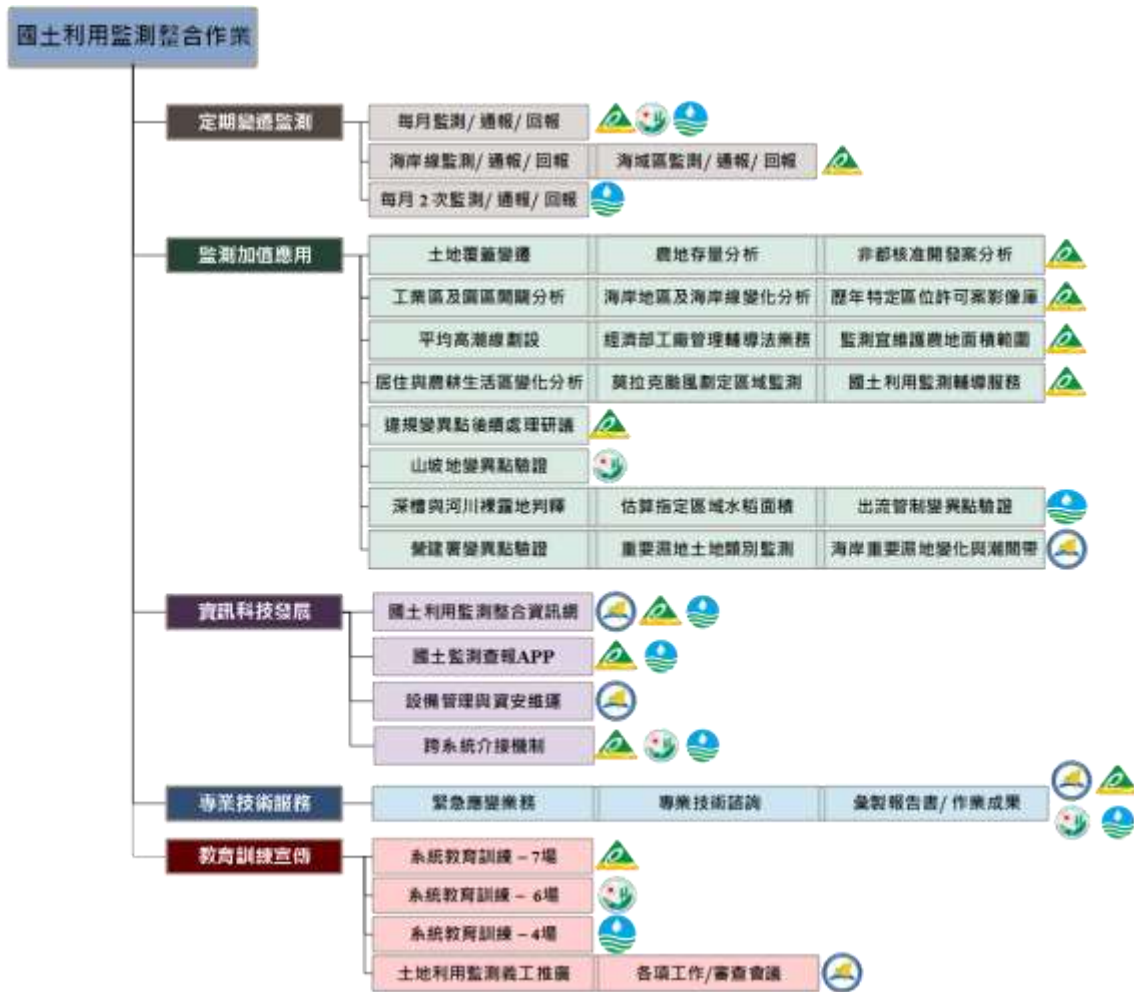 國土利用監測整合作業
定期變遷監測
每月監測/ 通報/ 回報
海岸線監測/ 通報/ 回報
海域區監測/ 通報/ 回報
每月 2 次監測/ 通報/ 回報
監測加值應用
土地覆蓋變遷
農地存量分析
非都核准開發案分析
工業區及園區開闢分析
海岸地區及海岸線變化分析
歷年特定區位許可案影像庫
平均高潮線劃設
經濟部工廠管理輔導法業務
監測宜維護農地面積範圍
居住與農耕生活區變化分析
莫拉克颱風劃定區域監測
國土利用監測輔導服務
違規變異點後續處理研議
山坡地變異點驗證
深槽與河川裸露地判釋
估算指定區域水稻面積
出流管制變異點驗證
營建署變異點驗證
重要濕地土地類別監測
海岸重要濕地變化與潮間帶
資訊科技發展
國土利用監測整合資訊網
國土監測查報APP
設備管理與資安維運
跨系統介接機制
專業技術服務
緊急應變業務
專業技術諮詢
彙製報告書/ 作業成果
教育訓練宣傳
系統教育訓練 – 7場
系統教育訓練 – 6場
系統教育訓練 – 4場
土地利用監測義工推廣
各項工作/審查會議